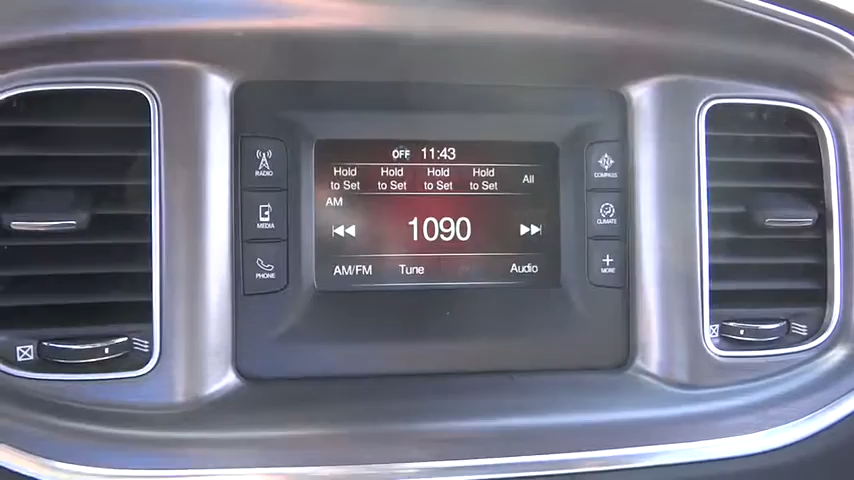 OFF 11:43
Hold to Set Hold to Set Hold to Set Hold to Set All
AM
1090
AM/FM Tune Audio
RADIO
MEDIA
PHONE
N
COMPASS
CLIMATE
MORE